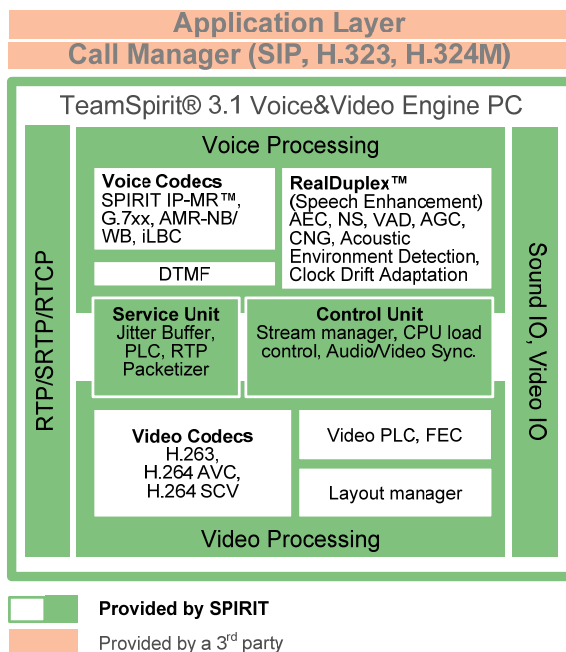 Application Layer
Call Manager (SIP, H.323, H.324M)
TeamSpirit® 3.1 Voice&Video Engine PC
RTP/SRTP/RTCP
Voice Processing
Voice Codecs
SPIRIT IP-MR™,
G.7xx, AMR-NB/
WB, iLBC
DTMF
RealDuplex™
(Speech Enhancement)
AEC, NS, VAD, AGC,
CNG, Acoustic
Environment Detection,
Clock Drift Adaptation
Service Unit
Jitter Buffer,
PLC, RTP
Packetizer
Control Unit
Stream manager, CPU load
control, Audio/Video Sync.
Video Codecs
H.263,
H.264 AVC,
H.264 SCV
Video PLC, FEC
Layout manager
Video Processing
Sound IO, Video IO
Provided by SPIRIT
Provided by a 3rd party